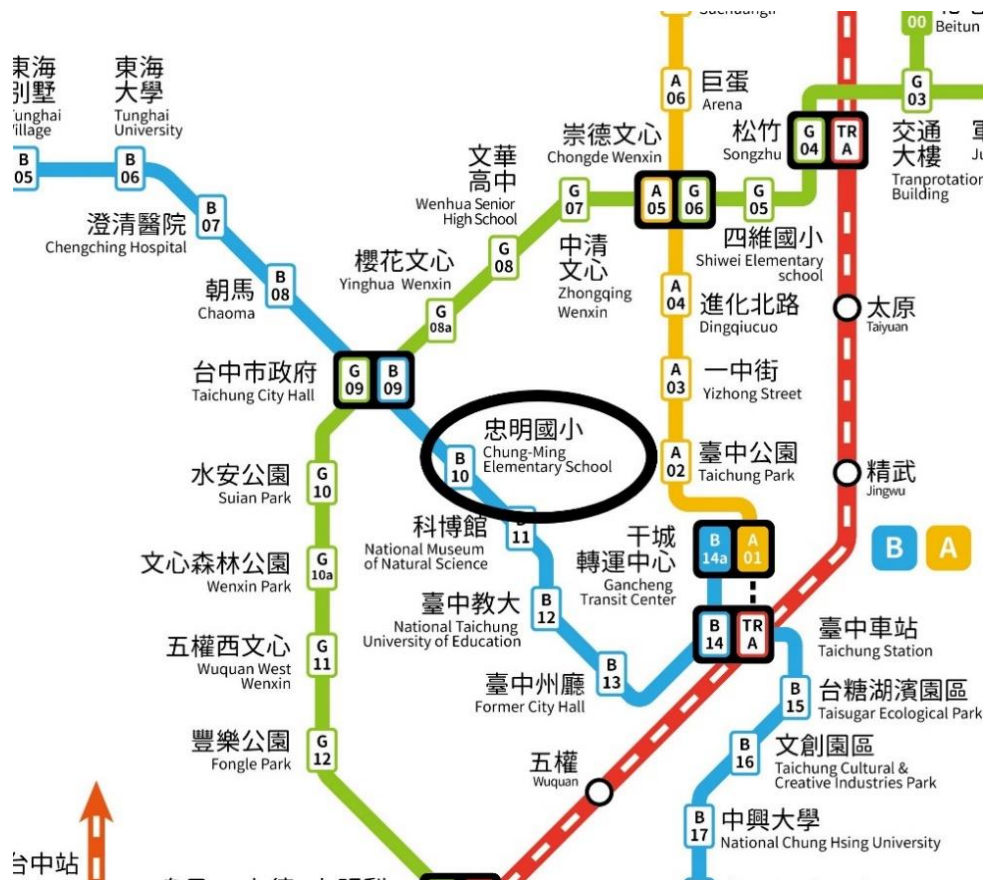 A
06
巨蛋
Arena
00
Beitun
G
03
交通
大樓
Tranprotation
Building
東海
別墅
Tunghai
Village
B
05
東海
大學
Tunghai
University
B
06
澄清醫院
Chengching Hospital
B
07
朝馬
Chaoma
B
08
台中市政府
Taichung City Hall
G
09
B
09
櫻花文心
Yinghua Wenxin
G
08a
文華
高中
Wenhua Senior
High School
G
08
G
07
中清
文心
Zhongqing
Wenxin
崇德文心
Chongde Wenxin
A
05
G
06
G
05
四維國小
Shiwei Elementary
school
松竹
Songzhu
G
04
TR
A
A
04
進化北路
Dingqiucuo
太原
Taiyuan
A
03
一中街
Yizhong Street
A
02
臺中公園
Taichung Park
精武
Jingwu
忠明國小
Chung-Ming
Elementary School
B
10
科博館
National Museum
of Natural Science
B
11
水安公園
Suian Park
G
10
文心森林公園
Wenxin Park
G
10a
五權西文心
Wuquan West
Wenxin
G
11
豐樂公園
Fongle Park
G
12
臺中教大
National Taichung
University of Education
B
12
臺中州廳
Former City Hall
B
13
干城
轉運中心
Gancheng
Transit Center
B
14a
A
01
B
A
B
14
TR
A
臺中車站
Taichung Station
B
15
台糖湖濱園區
Taisugar Ecological Park
B
16
文創園區
Taichung Cultural &
Creative Industries Park
B
17
中興大學
National Chung Hsing University
五權
Wuquan
台中站